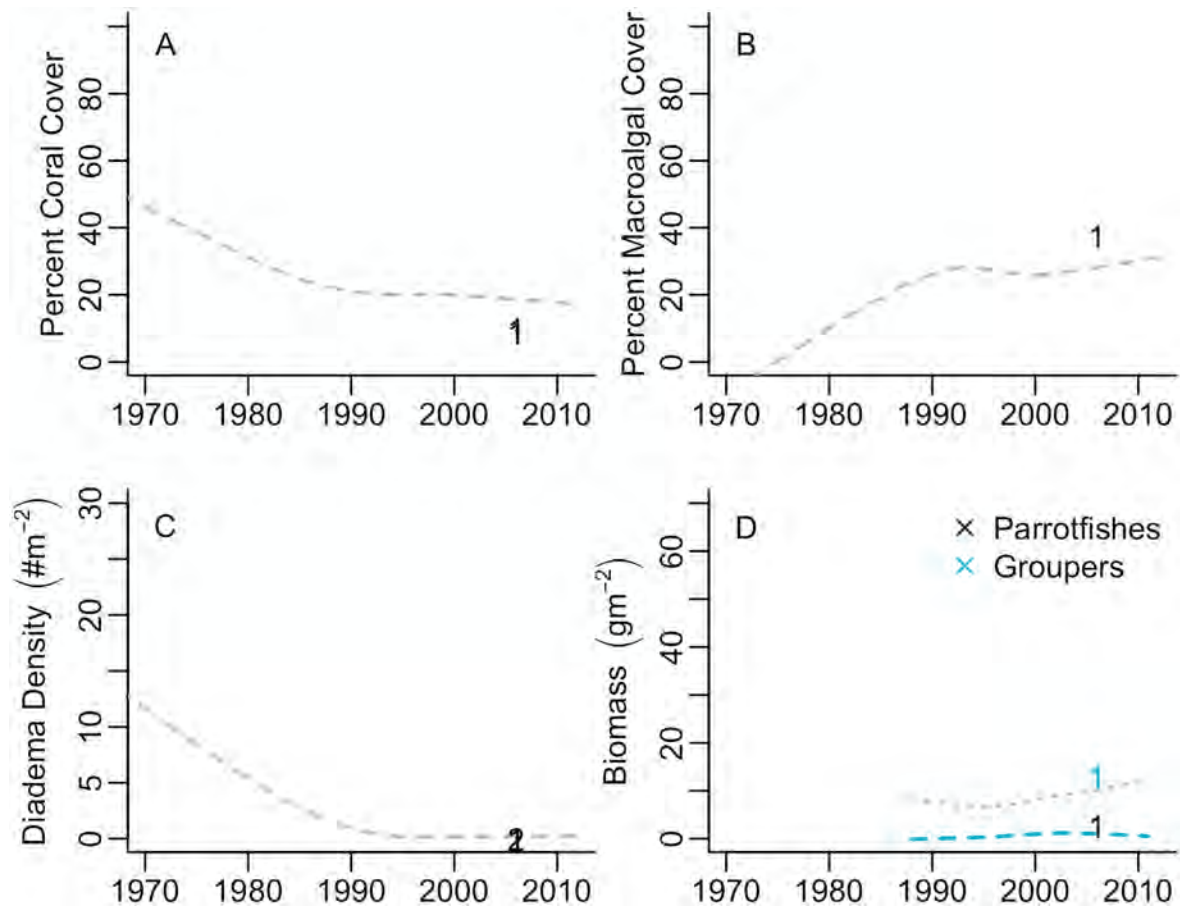 A
Percent Coral Cover
0 20 40 60 80
1
1970 1980 1990 2000 2010
B
Percent Macroalgal Cover
0 20 40 60 80
1
1970 1980 1990 2000 2010
C
Diadema Density (#m⁻²)
0 5 10 20 30
1970 1980 1990 2000 2010
D
× Parrotfishes
× Groupers
Biomass (gm⁻²)
0 20 40 60
1
1
1970 1980 1990 2000 2010